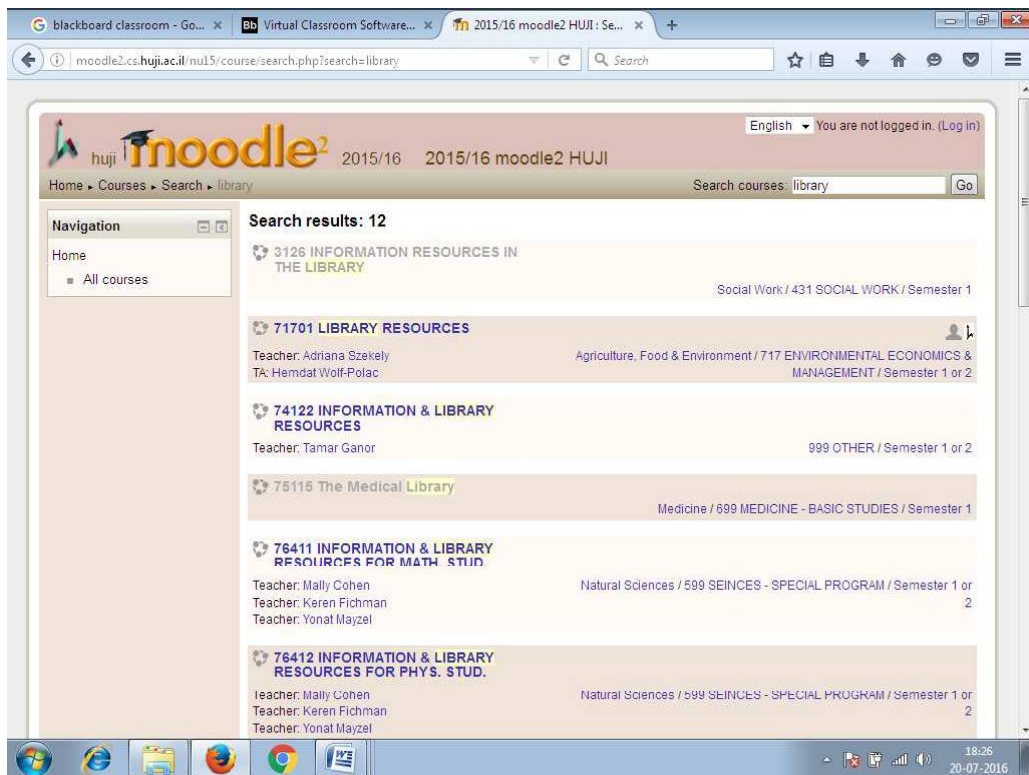 blackboard classroom - Go... ×
Bb Virtual Classroom Software... ×
2015/16 moodle2 HUJI : Se... ×
moodle2.cs.huji.ac.il/nu15/course/search.php?search=library
Search
huji moodle2 2015/16 2015/16 moodle2 HUJI
English You are not logged in. (Log in)
Home ▸ Courses ▸ Search ▸ library
Search courses: library Go
Navigation
Home
All courses
Search results: 12
3126 INFORMATION RESOURCES IN
THE LIBRARY
Social Work / 431 SOCIAL WORK / Semester 1
71701 LIBRARY RESOURCES
Teacher: Adriana Szekely
TA: Hemdat Wolf-Polac
Agriculture, Food & Environment / 717 ENVIRONMENTAL ECONOMICS &
MANAGEMENT / Semester 1 or 2
74122 INFORMATION & LIBRARY
RESOURCES
Teacher: Tamar Ganor
999 OTHER / Semester 1 or 2
75115 The Medical Library
Medicine / 699 MEDICINE - BASIC STUDIES / Semester 1
76411 INFORMATION & LIBRARY
RESOURCES FOR MATH. STUD.
Teacher: Mally Cohen
Teacher: Keren Fichman
Teacher: Yonat Mayzel
Natural Sciences / 599 SEINCES - SPECIAL PROGRAM / Semester 1 or
2
76412 INFORMATION & LIBRARY
RESOURCES FOR PHYS. STUD.
Teacher: Mally Cohen
Teacher: Keren Fichman
Teacher: Yonat Mayzel
Natural Sciences / 599 SEINCES - SPECIAL PROGRAM / Semester 1 or
2
18:26
20-07-2016